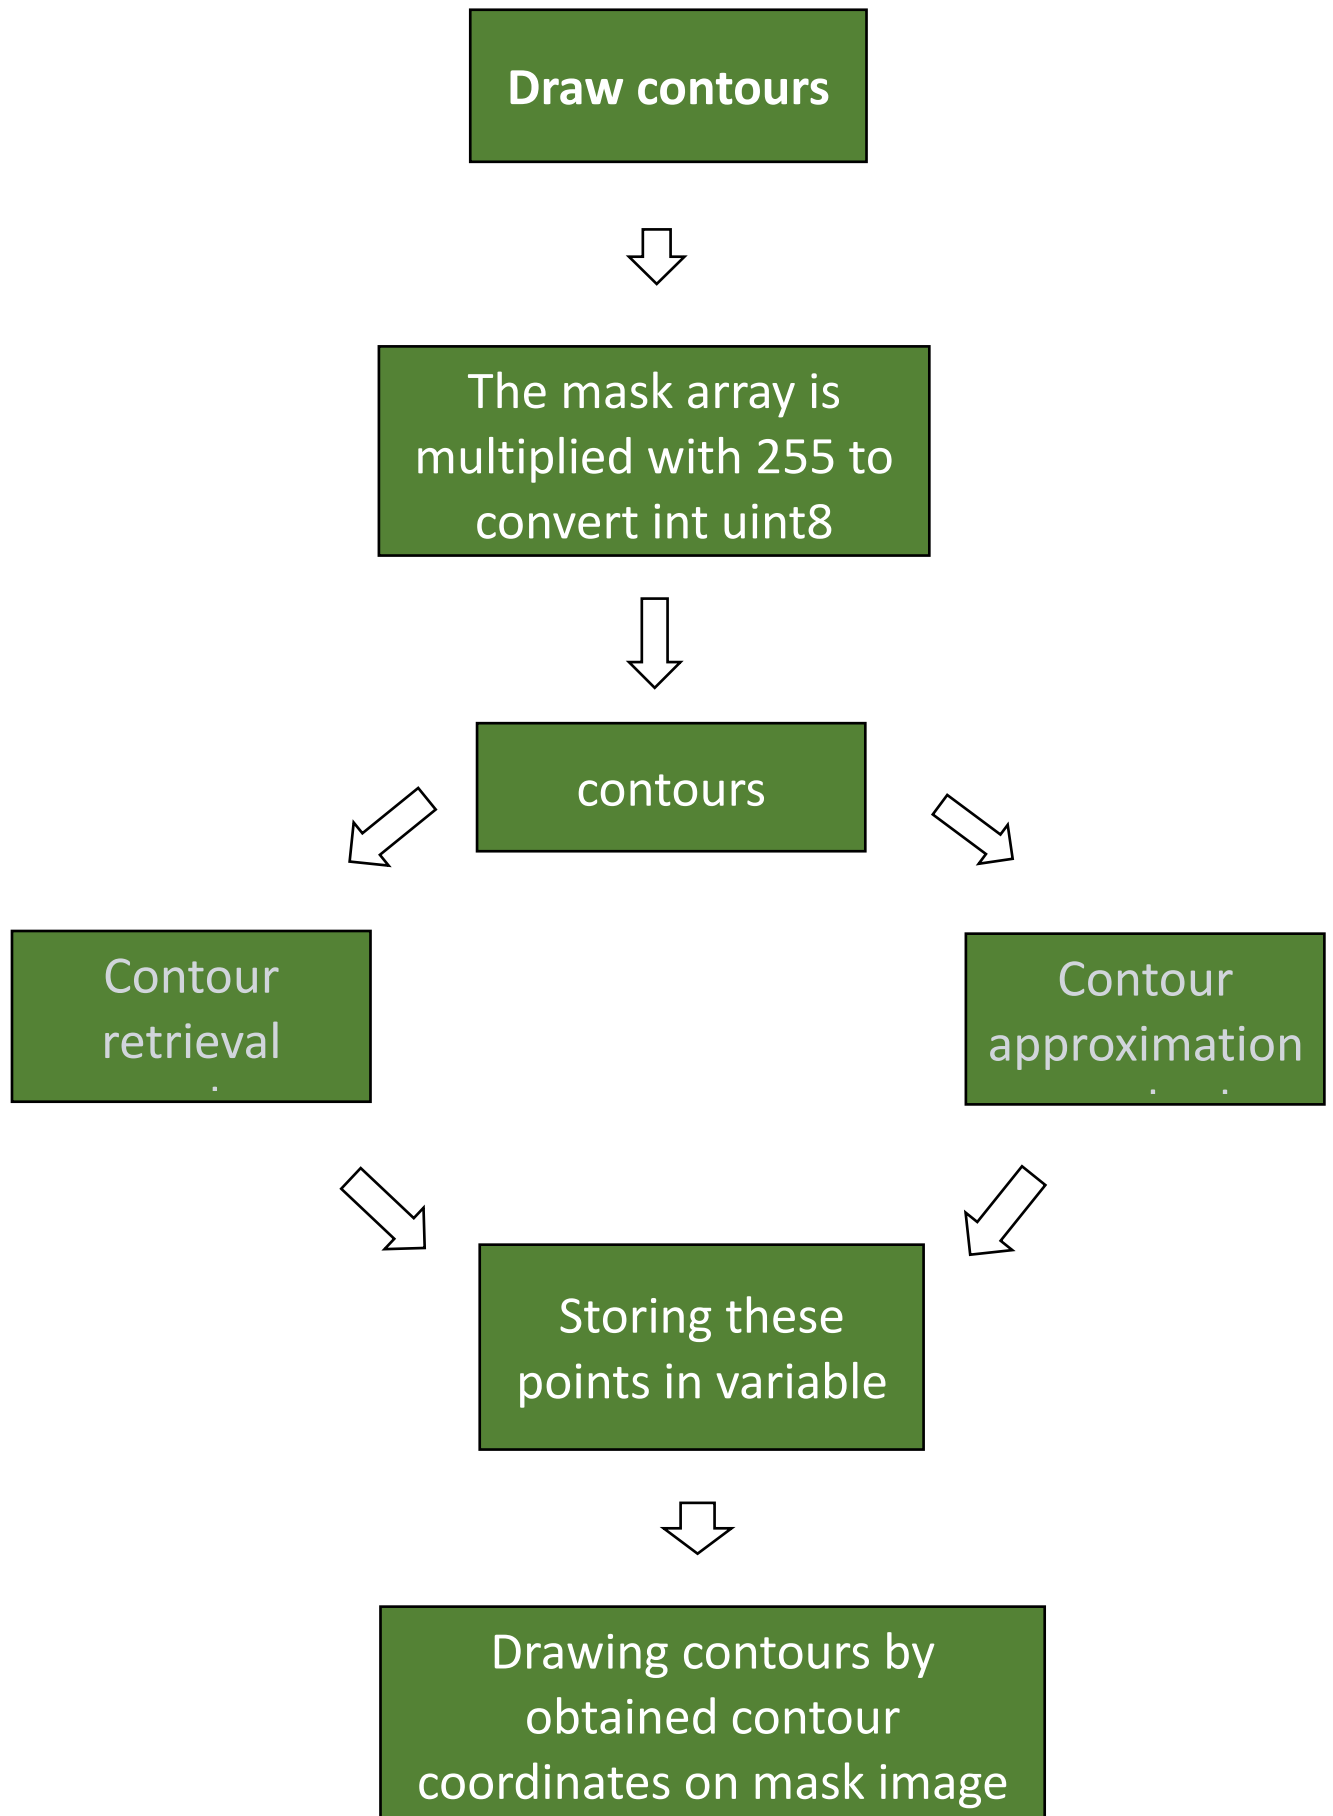 Draw contours
The mask array is
multiplied with 255 to
convert int uint8
contours
Contour
retrieval
Contour
approximation
Storing these
points in variable
Drawing contours by
obtained contour
coordinates on mask image